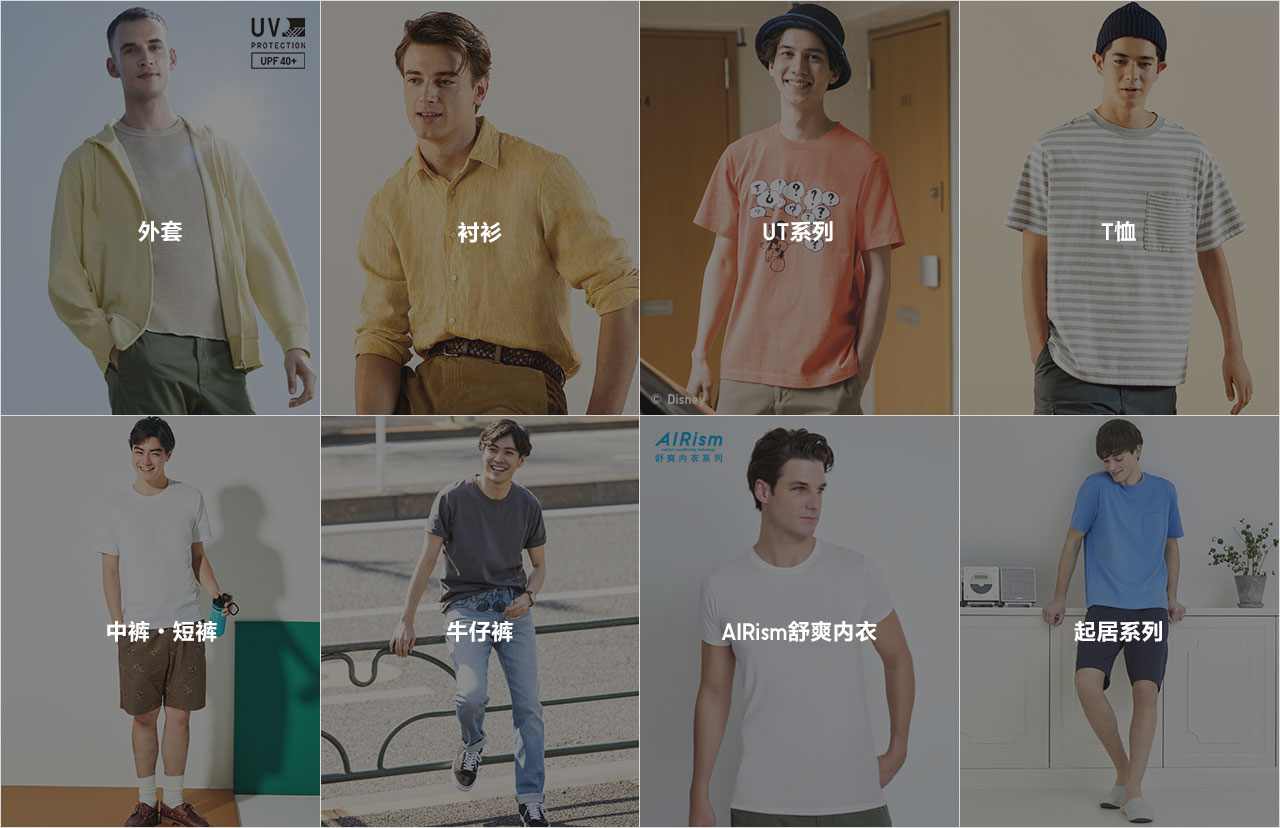 UV
PROTECTION
UPF 40+
外套
衬衫
UT系列
© Disney
T恤
中裤・短裤
牛仔裤
AIRism
舒爽内衣系列
AIRism舒爽内衣
起居系列